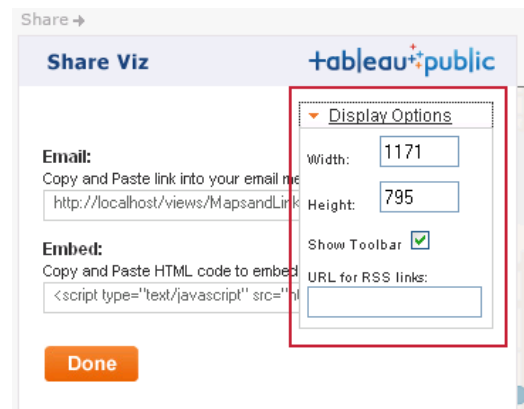 Share
Share Viz
+ableau public
Display Options
Width: 1171
Email:
Copy and Paste link into your email
http://localhost/views/MapsandLink
Height: 795
Show Toolbar
Embed:
Copy and Paste HTML code to embed
URL for RSS links:
<script type="text/javascript" src="
Done